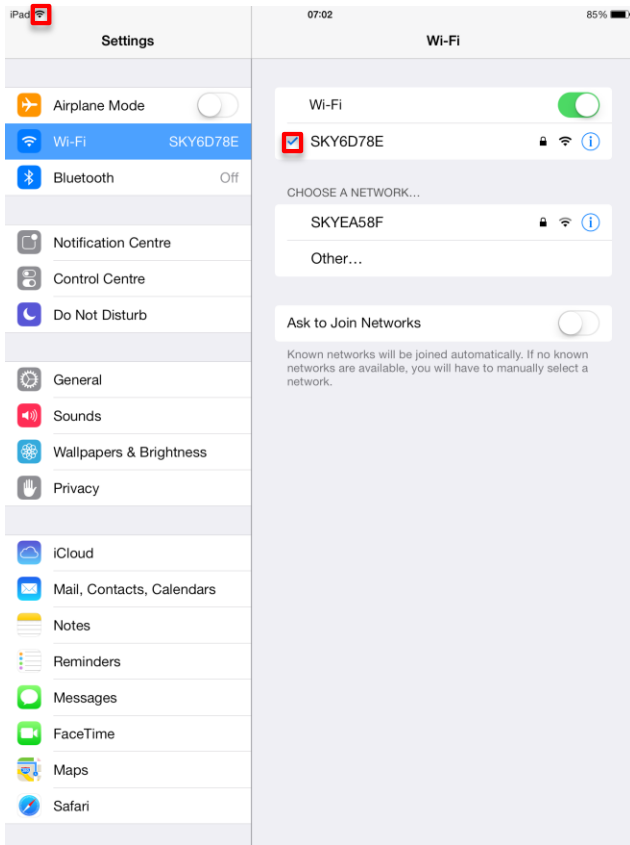 iPad 07:02 85%
Settings
Airplane Mode
Wi-Fi SKY6D78E
Bluetooth Off
Notification Centre
Control Centre
Do Not Disturb
General
Sounds
Wallpapers & Brightness
Privacy
iCloud
Mail, Contacts, Calendars
Notes
Reminders
Messages
FaceTime
Maps
Safari
Wi-Fi
Wi-Fi
SKY6D78E
CHOOSE A NETWORK...
SKYEA58F
Other...
Ask to Join Networks
Known networks will be joined automatically. If no known
networks are available, you will have to manually select a
network.